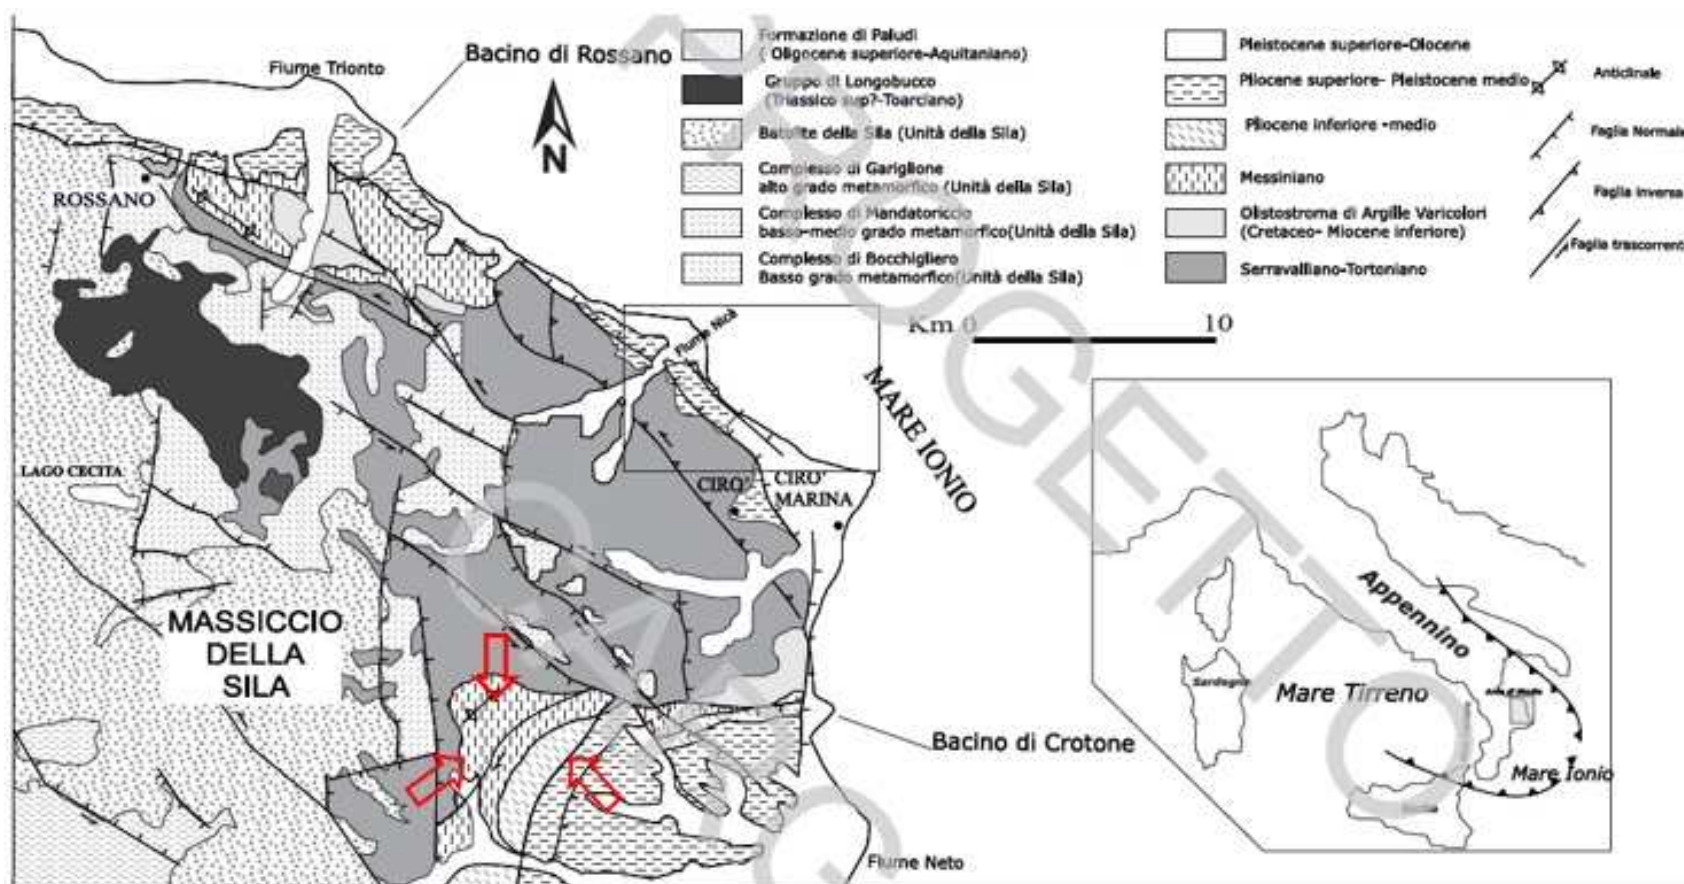 Formazione di Paludi
( Oligocene superiore-Aquitaniano)
Gruppo di Longobucco
(Triassico sup?-Toarciano)
Batolite della Sila (Unità della Sila)
Complesso di Gariglione
alto grado metamorfico (Unità della Sila)
Complesso di Mandatoriccio
basso-medio grado metamorfico(Unità della Sila)
Complesso di Bocchigliero
Basso grado metamorfico(Unità della Sila)
Pleistocene superiore-Olocene
Pliocene superiore- Pleistocene medio
Pliocene inferiore -medio
Messiniano
Olistostroma di Argille Varicolori
(Cretaceo- Miocene inferiore)
Serravalliano-Tortoniano
Anticlinale
Faglia Normale
Faglia inversa
Faglia trascorrent
Bacino di Rossano
Fiume Trionto
N
ROSSANO
Km 0 10
Fiume Nicà
MARE IONIO
LAGO CECITA
CIRO'
CIRO'
MARINA
MASSICCIO
DELLA
SILA
Bacino di Crotone
Fiume Neto
Appennino
Sardegna
Mare Tirreno
Mare Ionio
PROGETTO